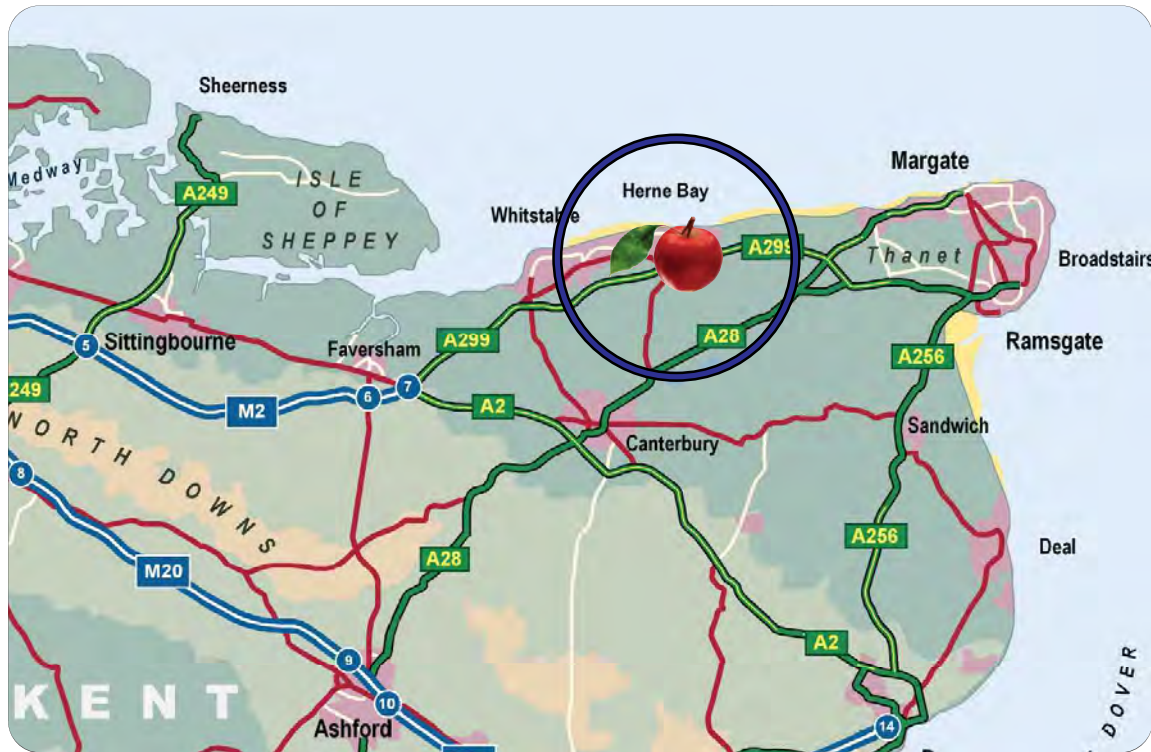 Sheerness
Medway
A249
ISLE
OF
SHEPPEY
Margate
Herne Bay
Whitstable
A299
Thanet
Broadstairs
5
Sittingbourne
A299
Faversham
A28
Ramsgate
A256
249
7
6
M2
A2
Sandwich
Canterbury
NORTH DOWNS
8
A256
Deal
A28
M20
A2
9
DOVER
KENT
10
Ashford
14